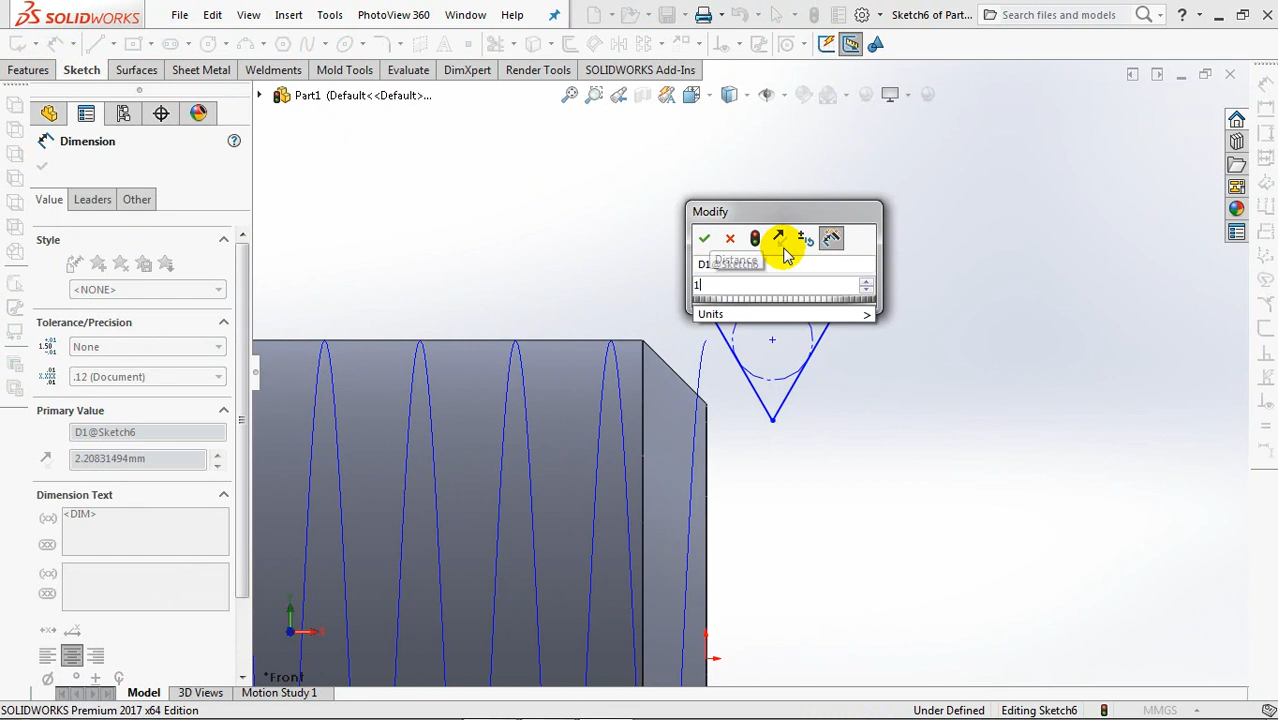 SOLIDWORKS File Edit View Insert Tools PhotoView 360 Window Help Sketch6 of Part... Search files and models ?
Features Sketch Surfaces Sheet Metal Weldments Mold Tools Evaluate DimXpert Render Tools SOLIDWORKS Add-Ins
Part1 (Default<<Default>...
Dimension
?
Value Leaders Other
Style
<NONE>
Tolerance/Precision
None
.12 (Document)
Primary Value
D1@Sketch6
2.20831494mm
Dimension Text
<DIM>
Modify
D1@Sketch6
Distance
1
Units >
*Front
Model 3D Views Motion Study 1
SOLIDWORKS Premium 2017 x64 Edition Under Defined Editing Sketch6 MMGS